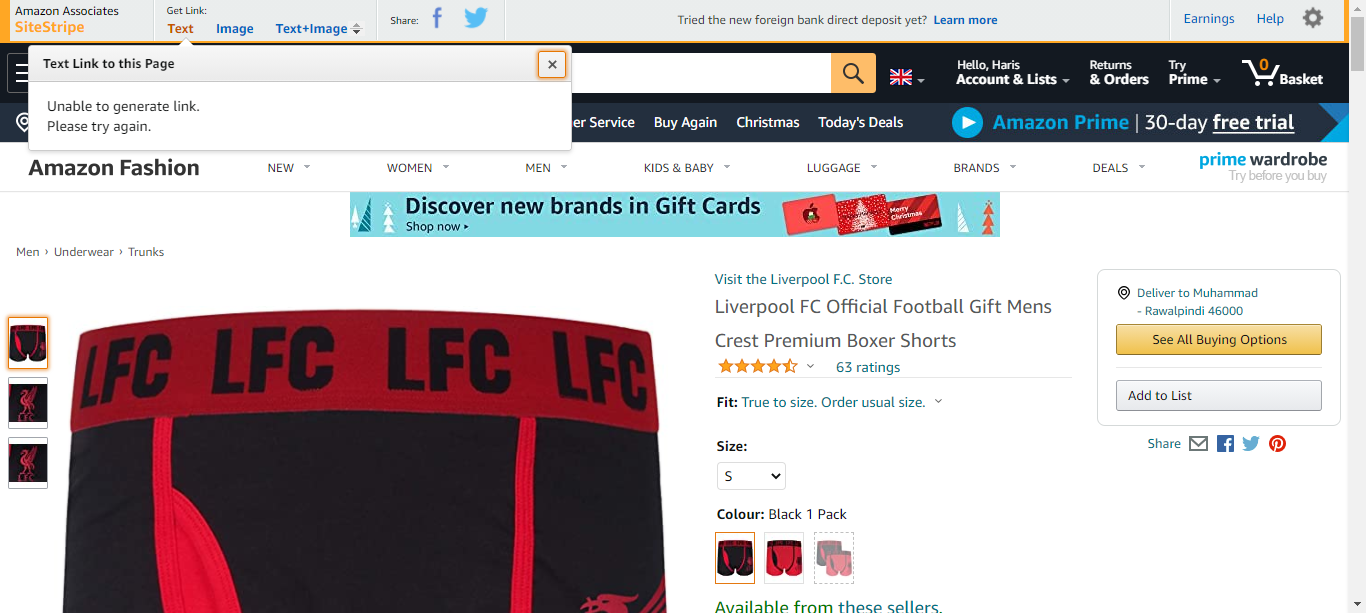 Amazon Associates
SiteStripe
Get Link:
Text Image Text+Image
Share:
Tried the new foreign bank direct deposit yet? Learn more
Earnings Help
Text Link to this Page
Unable to generate link.
Please try again.
Hello, Haris
Account & Lists
Returns
& Orders
Try
Prime
0
Basket
er Service Buy Again Christmas Today's Deals
Amazon Prime | 30-day free trial
Amazon Fashion
NEW WOMEN MEN KIDS & BABY LUGGAGE BRANDS DEALS
prime wardrobe
Try before you buy
Discover new brands in Gift Cards
Shop now ▸
Merry
Christmas
Men › Underwear › Trunks
LFC LFC LFC LFC
Visit the Liverpool F.C. Store
Liverpool FC Official Football Gift Mens
Crest Premium Boxer Shorts
63 ratings
Fit: True to size. Order usual size.
Size:
S
Colour: Black 1 Pack
Available from these sellers.
Deliver to Muhammad
- Rawalpindi 46000
See All Buying Options
Add to List
Share
LFC
LFC